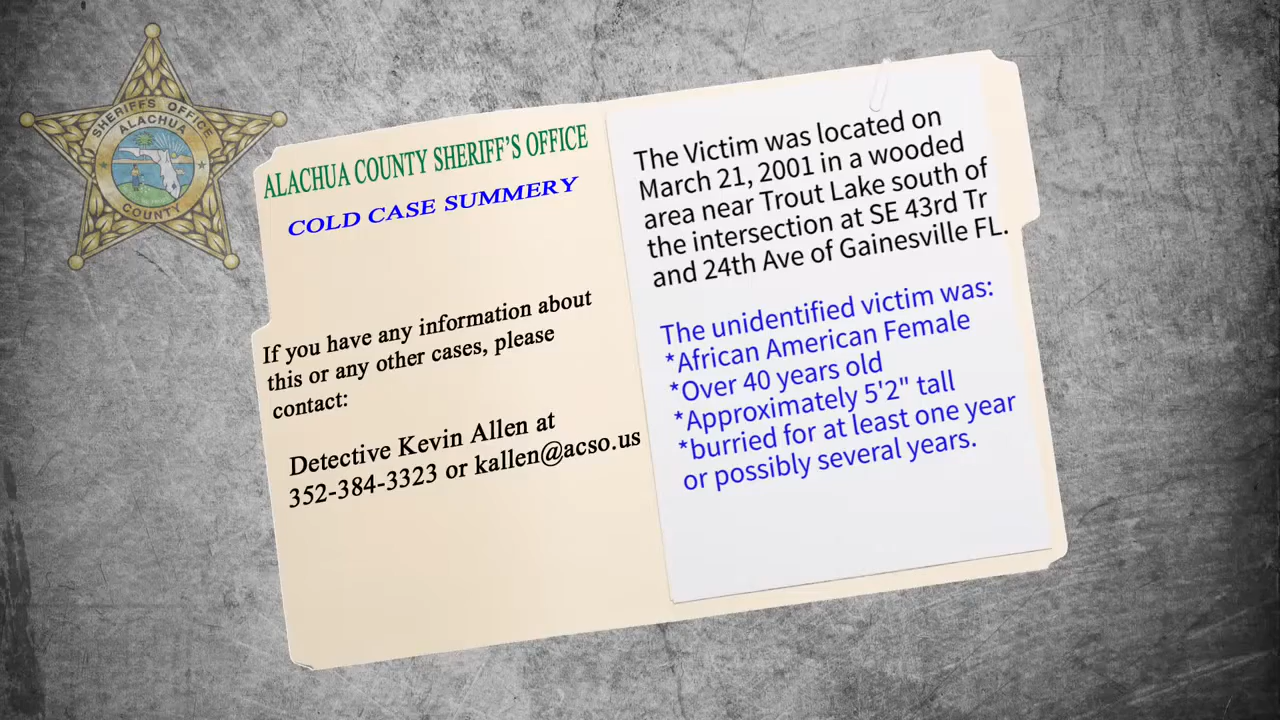 SHERIFFS OFFICE
ALACHUA
COUNTY
ALACHUA COUNTY SHERIFF'S OFFICE
COLD CASE SUMMERY
If you have any information about
this or any other cases, please
contact:
Detective Kevin Allen at
352-384-3323 or kallen@acso.us
The Victim was located on
March 21, 2001 in a wooded
area near Trout Lake south of
the intersection at SE 43rd Tr
and 24th Ave of Gainesville FL.
The unidentified victim was:
*African American Female
*Over 40 years old
*Approximately 5'2" tall
*burried for at least one year
or possibly several years.